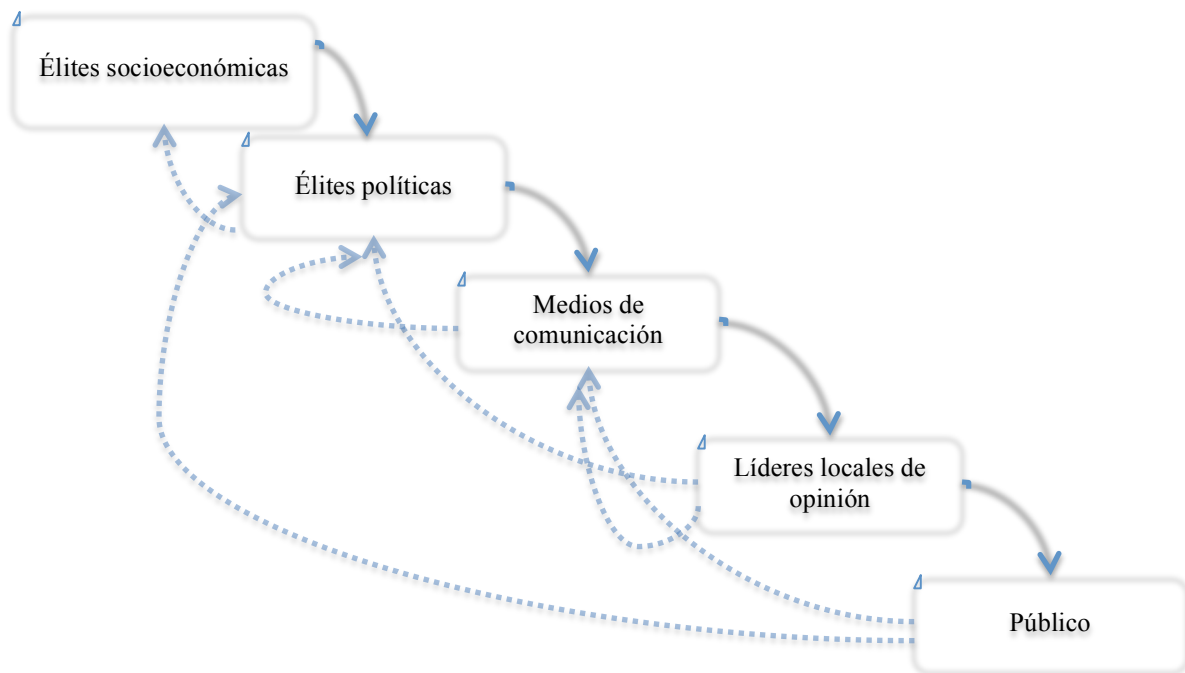 Élites socioeconómicas
Élites políticas
Medios de
comunicación
Líderes locales de
opinión
Público